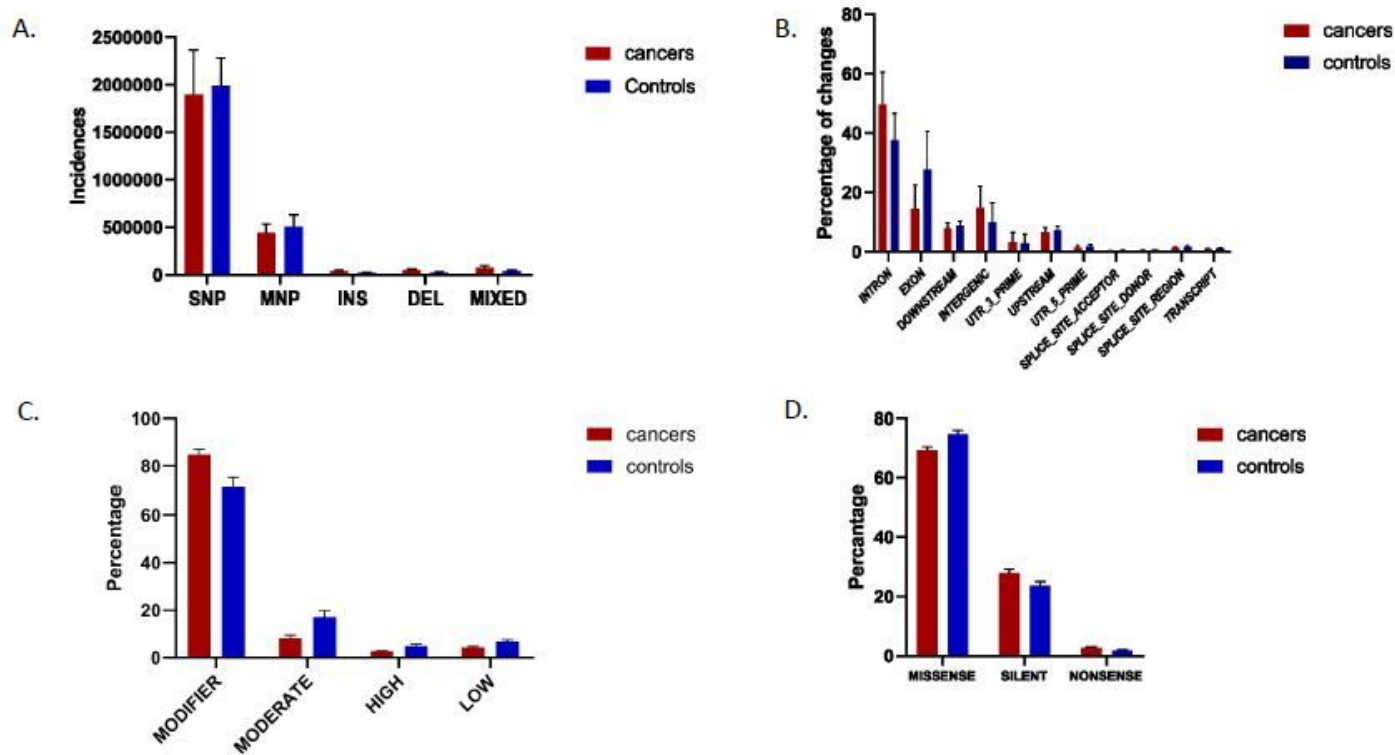 A.
Incidences
2500000
2000000
1500000
1000000
500000
0
SNP MNP INS DEL MIXED
cancers
Controls
B.
Percentage of changes
80
60
40
20
0
INTRON
EXON
DOWNSTREAM
INTERGENIC
UTR_3_PRIME
UPSTREAM
UTR_5_PRIME
SPLICE_SITE_ACCEPTOR
SPLICE_SITE_DONOR
SPLICE_SITE_REGION
TRANSCRIPT
cancers
controls
C.
Percentage
100
80
60
40
20
0
MODIFIER
MODERATE
HIGH
LOW
cancers
controls
D.
Percantage
80
60
40
20
0
MISSENSE SILENT NONSENSE
cancers
controls